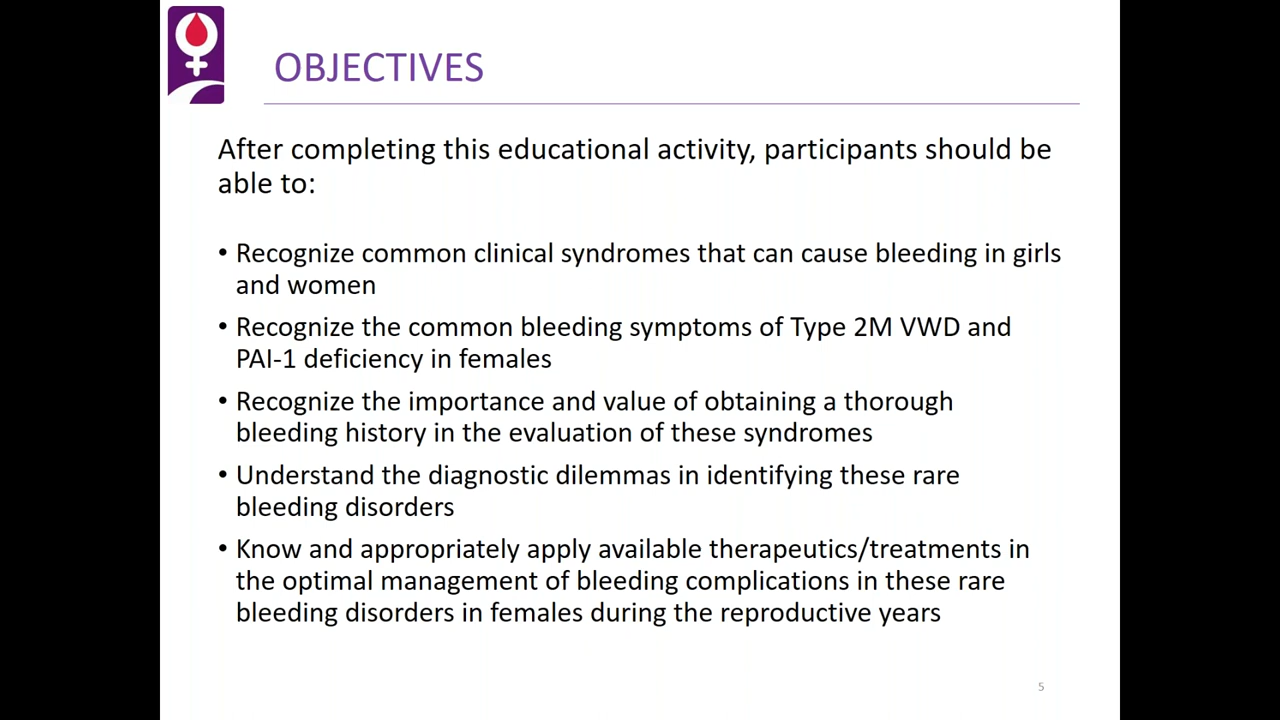 OBJECTIVES
After completing this educational activity, participants should be
able to:
• Recognize common clinical syndromes that can cause bleeding in girls
and women
• Recognize the common bleeding symptoms of Type 2M VWD and
PAI-1 deficiency in females
• Recognize the importance and value of obtaining a thorough
bleeding history in the evaluation of these syndromes
• Understand the diagnostic dilemmas in identifying these rare
bleeding disorders
• Know and appropriately apply available therapeutics/treatments in
the optimal management of bleeding complications in these rare
bleeding disorders in females during the reproductive years
5